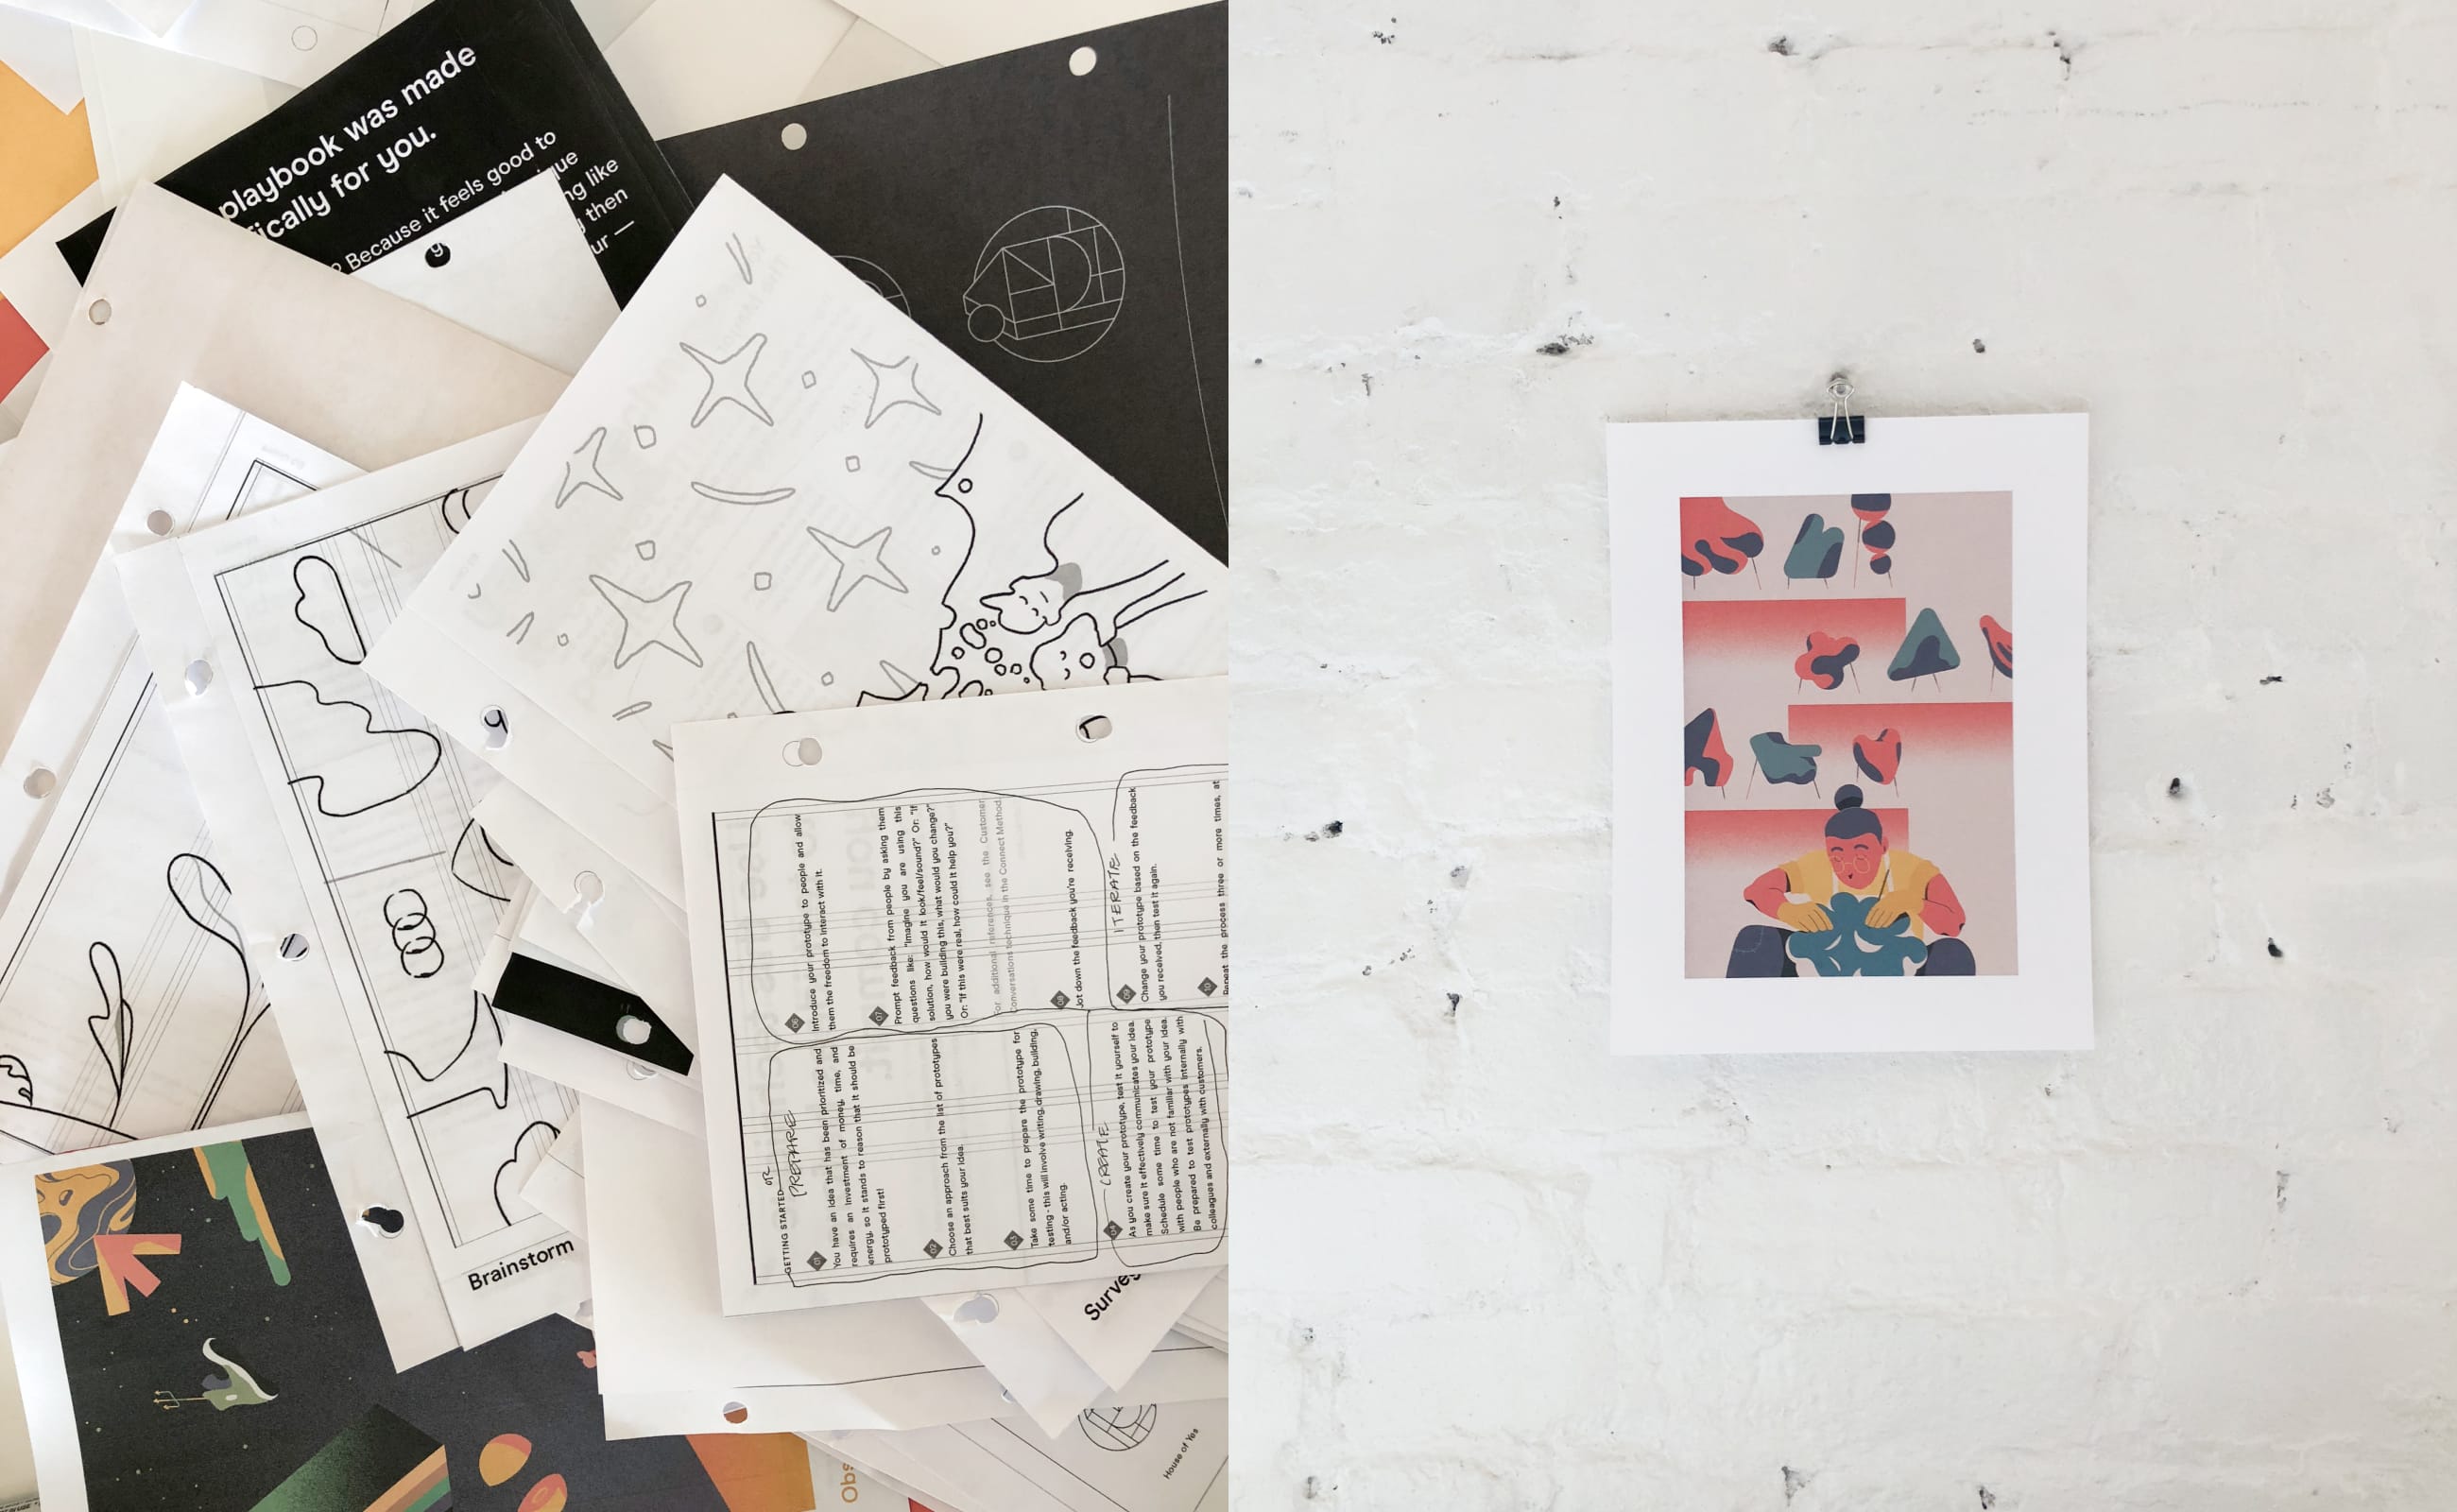 playbook was made
ically for you.
Because it feels good to
que
ng like
then
ur —
GETTING STARTED
or
PREPARE
01
You have an idea that has been prioritized and
requires an investment of money, time, and
energy, so it stands to reason that it should be
prototyped first!
02
Choose an approach from the list of prototypes
that best suits your idea.
03
Take some time to prepare the prototype for
testing - this will involve writing, drawing, building,
and/or acting.
CREATE
04
As you create your prototype, test it yourself to
make sure it effectively communicates your idea.
Schedule some time to test your prototype
with people who are not familiar with your idea.
Be prepared to test prototypes internally with
colleagues and externally with customers.
06
Introduce your prototype to people and allow
them the freedom to interact with it.
07
Prompt feedback from people by asking them
questions like: "Imagine you are using this
solution, how would it look/feel/sound?" Or: "If
you were building this, what would you change?"
Or: "If this were real, how could it help you?"
For additional references, see the Customer
Conversations technique in the Connect Method.
08
Jot down the feedback you're receiving.
ITERATE
09
Change your prototype based on the feedback
you received, then test it again.
10
Repeat the process three or more times, at
Brainstorm
Surve
Obs
House of Yes